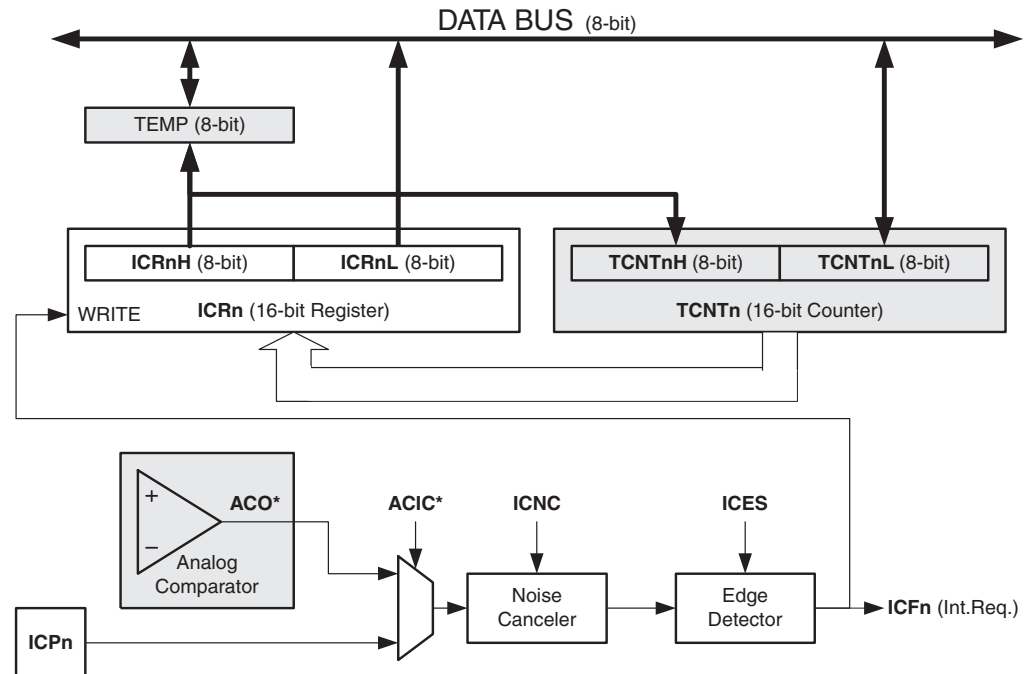 DATA BUS (8-bit)
TEMP (8-bit)
ICRnH (8-bit)
ICRnL (8-bit)
TCNTnH (8-bit)
TCNTnL (8-bit)
WRITE
ICRn (16-bit Register)
TCNTn (16-bit Counter)
+
−
ACO*
Analog
Comparator
ACIC*
ICNC
ICES
Noise
Canceler
Edge
Detector
ICFn (Int.Req.)
ICPn